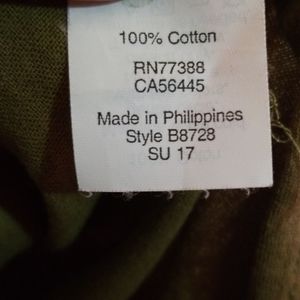 100% Cotton
RN77388
CA56445
Made in Philippines
Style B8728
SU 17